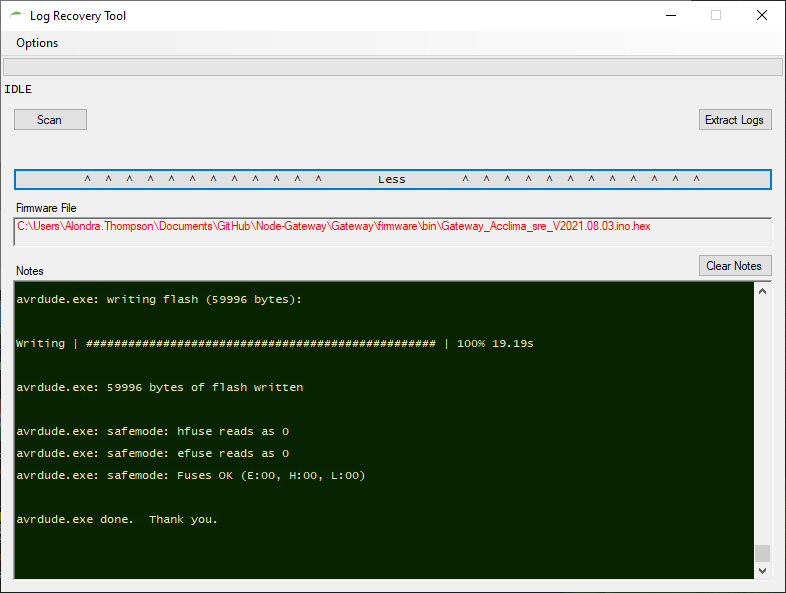 Log Recovery Tool
Options
IDLE
Scan
Extract Logs
^ ^ ^ ^ ^ ^ ^ ^ ^ ^ ^ ^ Less ^ ^ ^ ^ ^ ^ ^ ^ ^ ^ ^ ^
Firmware File
C:\Users\Alondra.Thompson\Documents\GitHub\Node-Gateway\Gateway\firmware\bin\Gateway_Acclima_sre_V2021.08.03.ino.hex
Notes
Clear Notes
avrdude.exe: writing flash (59996 bytes):
Writing | ################################################## | 100% 19.19s
avrdude.exe: 59996 bytes of flash written
avrdude.exe: safemode: hfuse reads as 0
avrdude.exe: safemode: efuse reads as 0
avrdude.exe: safemode: Fuses OK (E:00, H:00, L:00)
avrdude.exe done.  Thank you.